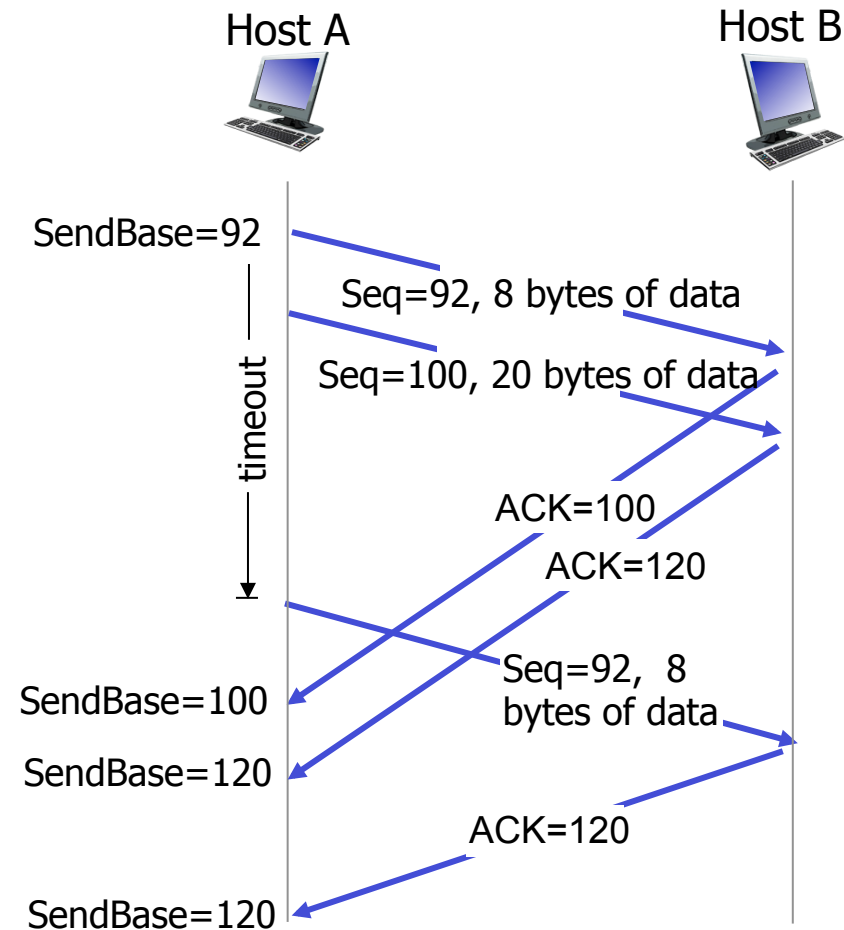 Host A
Host B
SendBase=92
Seq=92, 8 bytes of data
Seq=100, 20 bytes of data
timeout
ACK=100
ACK=120
Seq=92, 8
bytes of data
SendBase=100
SendBase=120
ACK=120
SendBase=120